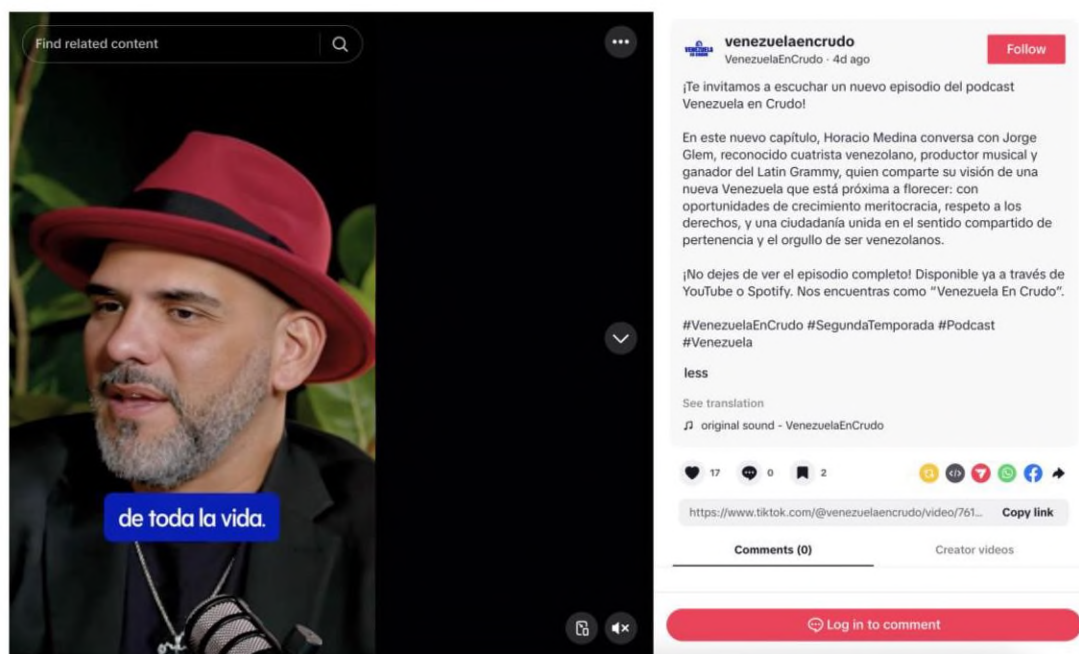 Find related content
venezuelaencrudo
VenezuelaEnCrudo · 4d ago
Follow
¡Te invitamos a escuchar un nuevo episodio del podcast
Venezuela en Crudo!
En este nuevo capítulo, Horacio Medina conversa con Jorge
Glem, reconocido cuatrista venezolano, productor musical y
ganador del Latin Grammy, quien comparte su visión de una
nueva Venezuela que está próxima a florecer: con
oportunidades de crecimiento meritocracia, respeto a los
derechos, y una ciudadanía unida en el sentido compartido de
pertenencia y el orgullo de ser venezolanos.
¡No dejes de ver el episodio completo! Disponible ya a través de
YouTube o Spotify. Nos encuentras como "Venezuela En Crudo".
#VenezuelaEnCrudo #SegundaTemporada #Podcast
#Venezuela
less
See translation
original sound - VenezuelaEnCrudo
17 0 2
https://www.tiktok.com/@venezuelaencrudo/video/761... Copy link
Comments (0) Creator videos
Log in to comment
de toda la vida.